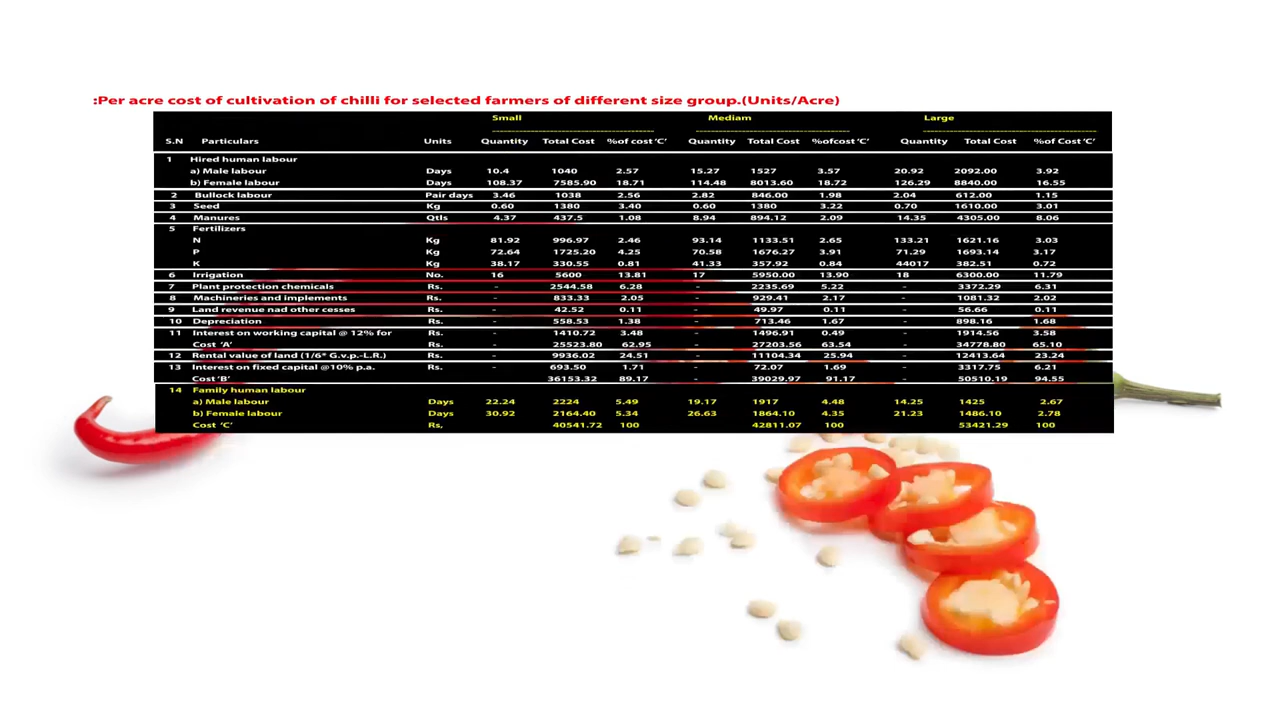 :Per acre cost of cultivation of chilli for selected farmers of different size group.(Units/Acre)
Small Mediam Large
S.N Particulars Units Quantity Total Cost %of cost 'C' Quantity Total Cost %ofcost 'C' Quantity Total Cost %of Cost 'C'
1 Hired human labour
a) Male labour Days 10.4 1040 2.57 15.27 1527 3.57 20.92 2092.00 3.92
b) Female labour Days 108.37 7585.90 18.71 114.48 8013.60 18.72 126.29 8840.00 16.55
2 Bullock labour Pair days 3.46 1038 2.56 2.82 846.00 1.98 2.04 612.00 1.15
3 Seed Kg 0.60 1380 3.40 0.60 1380 3.22 0.70 1610.00 3.01
4 Manures Qtls 4.37 437.5 1.08 8.94 894.12 2.09 14.35 4305.00 8.06
5 Fertilizers
N Kg 81.92 996.97 2.46 93.14 1133.51 2.65 133.21 1621.16 3.03
P Kg 72.64 1725.20 4.25 70.80 1676.27 3.91 71.29 1693.14 3.17
K Kg 38.17 330.55 0.81 41.33 357.92 0.84 44017 382.51 0.72
6 Irrigation No. 16 5600 13.81 17 5950.00 13.90 18 6300.00 11.79
7 Plant protection chemicals Rs. - 2544.58 6.28 - 2235.69 5.22 - 3372.29 6.31
8 Machineries and implements Rs. - 833.33 2.05 - 929.41 2.17 - 1081.32 2.02
9 Land revenue nad other cesses Rs. - 42.52 0.11 - 49.97 0.11 - 56.66 0.11
10 Depreciation Rs. - 558.53 1.38 - 713.46 1.67 - 898.16 1.68
11 Interest on working capital @ 12% for Rs. - 1410.72 3.48 - 1496.91 0.49 - 1914.56 3.58
Cost 'A' Rs. - 25523.80 62.95 - 27203.56 63.54 - 34778.80 65.10
12 Rental value of land (1/6* G.v.p.-L.R.) Rs. - 9936.02 24.51 - 11104.34 25.94 - 12413.64 23.24
13 Interest on fixed capital @10% p.a. Rs. - 693.50 1.71 - 72.07 1.69 - 3317.75 6.21
Cost 'B' 36153.32 89.17 - 39029.97 91.17 - 50510.19 94.55
14 Family human labour
a) Male labour Days 22.24 2224 5.49 19.17 1917 4.48 14.25 1425 2.67
b) Female labour Days 30.92 2164.40 5.34 26.63 1864.10 4.35 21.23 1486.10 2.78
Cost 'C' Rs, 40541.72 100 42811.07 100 53421.29 100